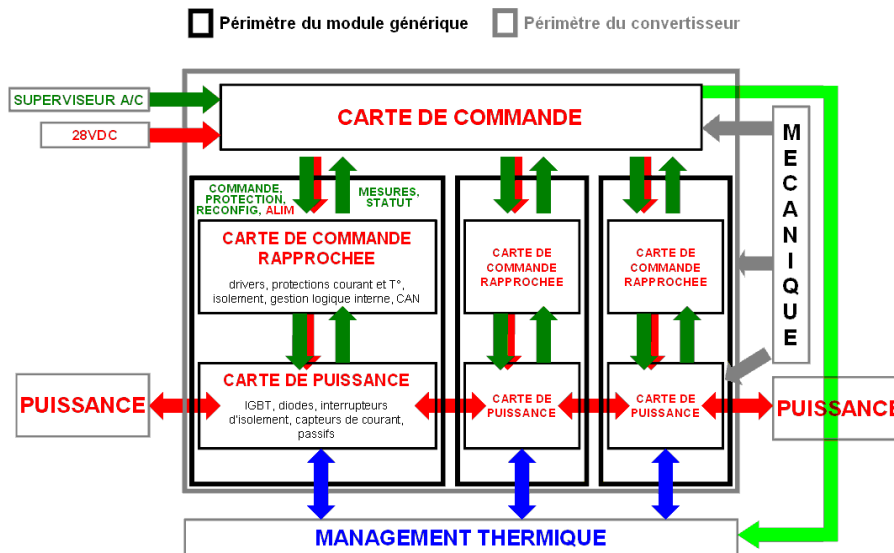 Périmètre du module générique
Périmètre du convertisseur
SUPERVISEUR A/C
28VDC
CARTE DE COMMANDE
MECANIQUE
COMMANDE,
PROTECTION,
RECONFIG, ALIM
MESURES,
STATUT
CARTE DE COMMANDE
RAPPROCHEE
drivers, protections courant et T°,
isolement, gestion logique interne, CAN
CARTE DE
COMMANDE
RAPPROCHEE
CARTE DE
COMMANDE
RAPPROCHEE
PUISSANCE
CARTE DE PUISSANCE
IGBT, diodes, interrupteurs
d'isolement, capteurs de courant,
passifs
CARTE DE
PUISSANCE
CARTE DE
PUISSANCE
PUISSANCE
MANAGEMENT THERMIQUE